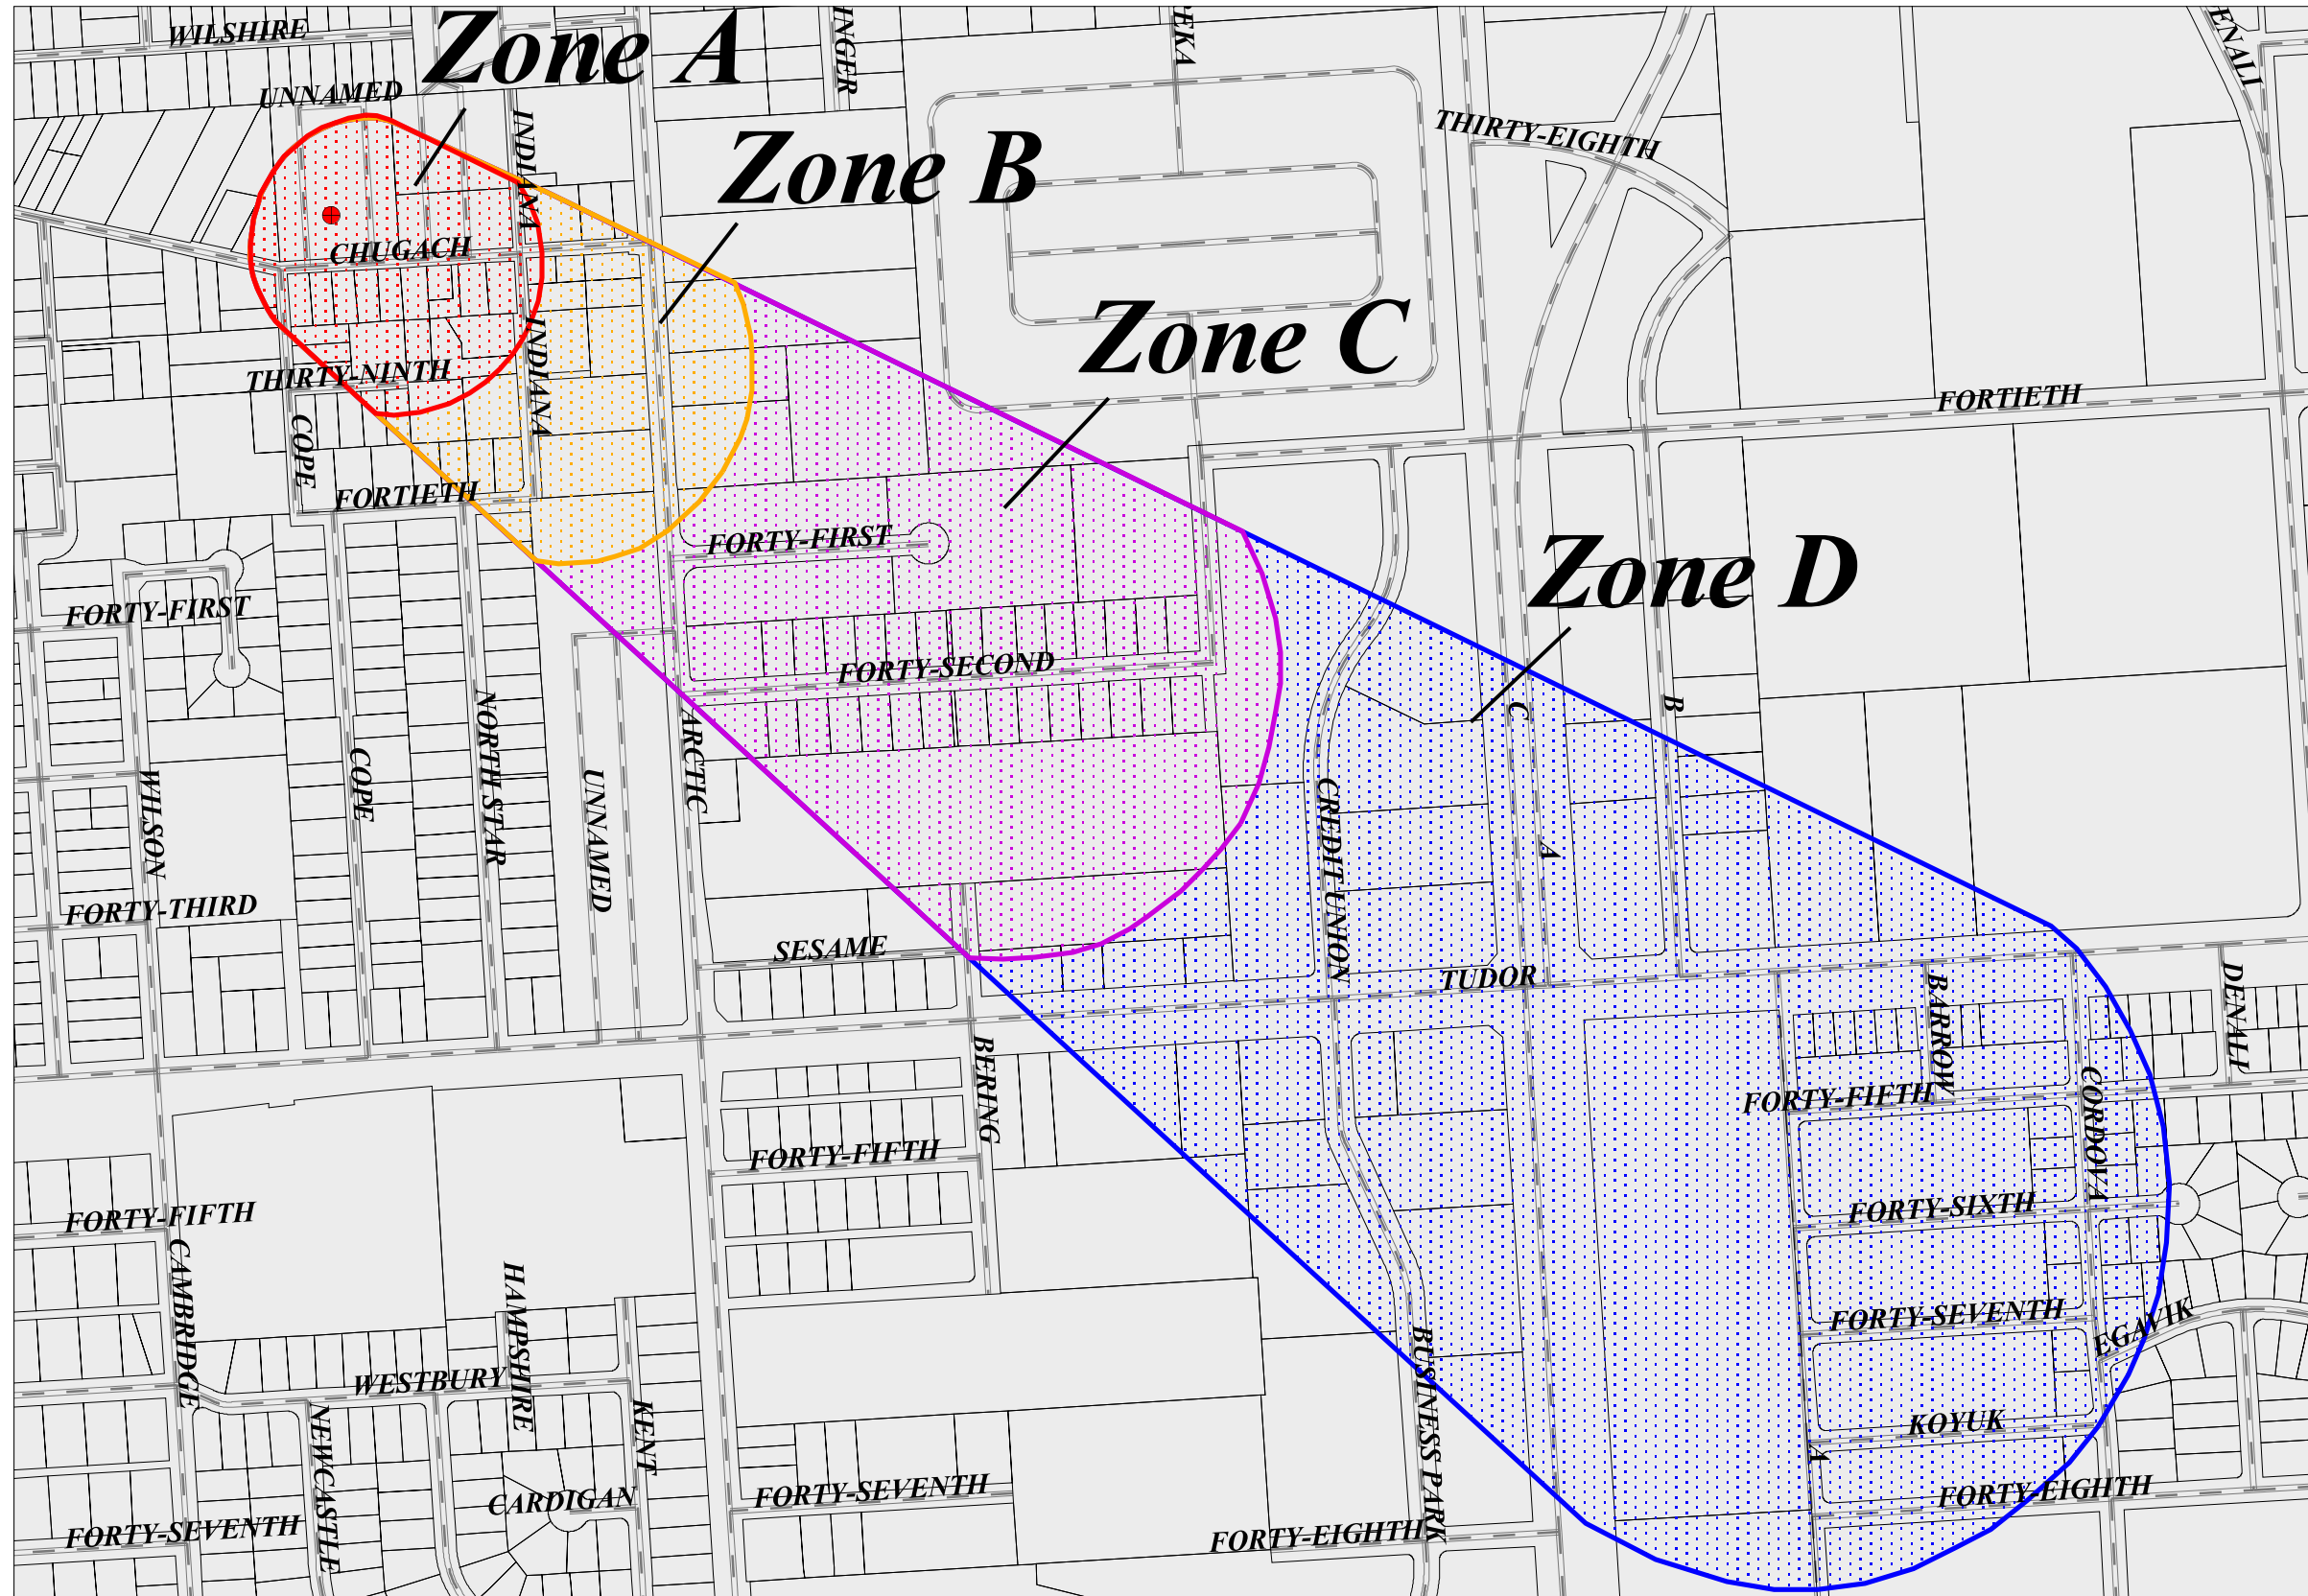 WILSHIRE
Zone A
UNNAMED
INDIANA
Zone B
THIRTY-EIGHTH
CHUGACH
INDIANA
Zone C
THIRTY-NINTH
FORTIETH
COPE
FORTIETH
FORTY-FIRST
Zone D
FORTY-FIRST
FORTY-SECOND
NORTH STAR
ARCTIC
C
B
COPE
WILSON
UNNAMED
CREDIT UNION
A
FORTY-THIRD
SESAME
TUDOR
BARROW
DENALI
BERING
FORTY-FIFTH
CORDOVA
FORTY-FIFTH
FORTY-FIFTH
FORTY-SIXTH
CAMBRIDGE
HAMPSHIRE
FORTY-SEVENTH
EGAVIK
BUSINESS PARK
WESTBURY
KENT
NEWCASTLE
KOYUK
A
CARDIGAN
FORTY-SEVENTH
FORTY-EIGHTH
FORTY-SEVENTH
FORTY-EIGHTH